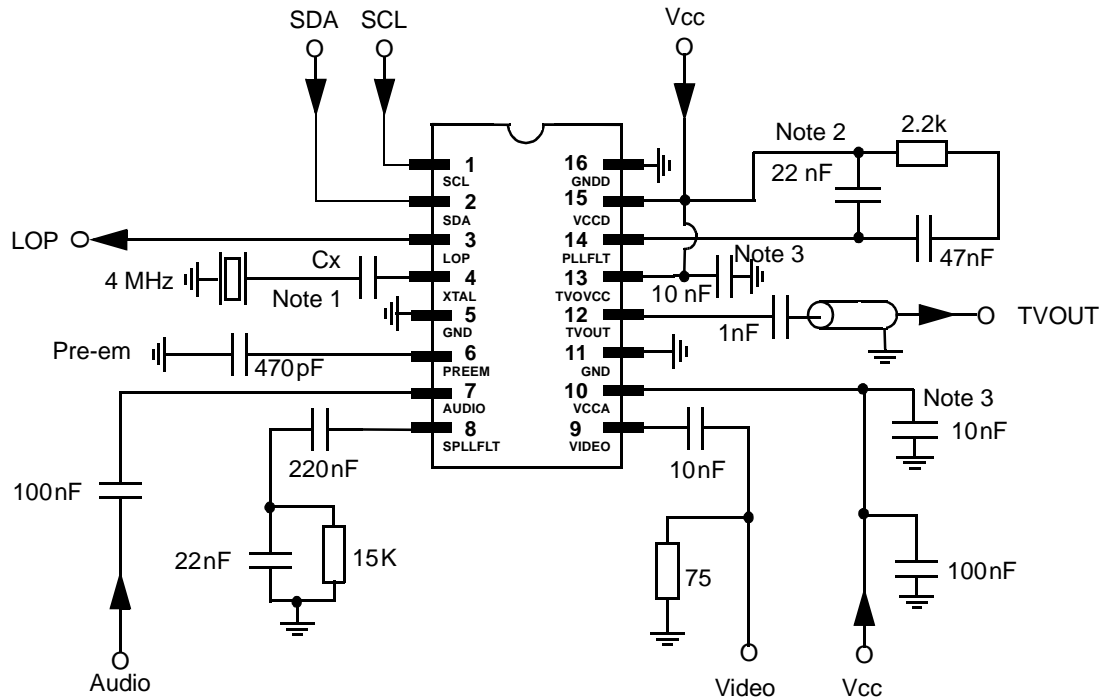 SDA SCL Vcc
Note 2 2.2k
1 SCL 16 GNDD
22 nF
2 SDA 15 VCCD
LOP 3 LOP 14 PLLFLT
47nF
4 MHz Cx 4 XTAL 13 TVOVCC 10 nF Note 3
Note 1
5 GND 12 TVOUT 1nF TVOUT
Pre-em 470pF 6 PREEM 11 GND
7 AUDIO 10 VCCA Note 3
10nF
8 SPLLFLT 9 VIDEO
220nF 10nF
100nF
22nF 15K 75 100nF
Audio Video Vcc